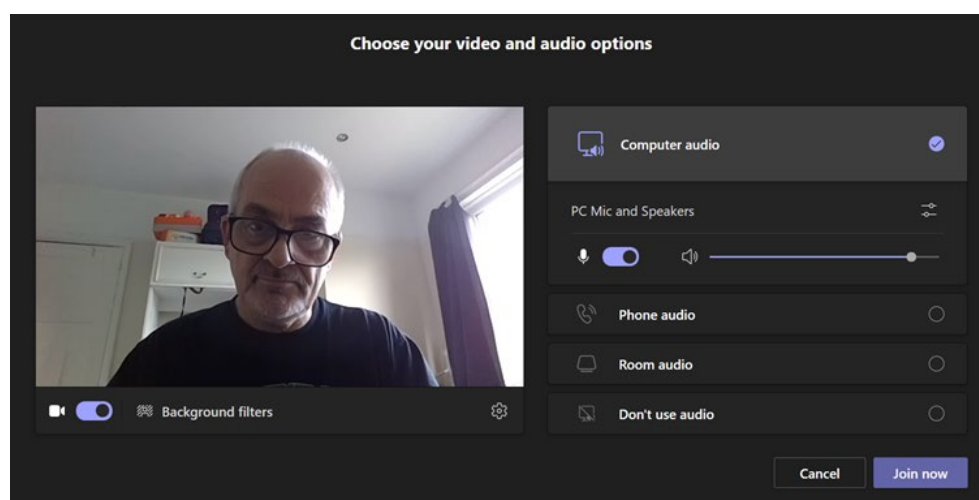 Choose your video and audio options
Computer audio
PC Mic and Speakers
Phone audio
Room audio
Background filters
Don't use audio
Cancel
Join now